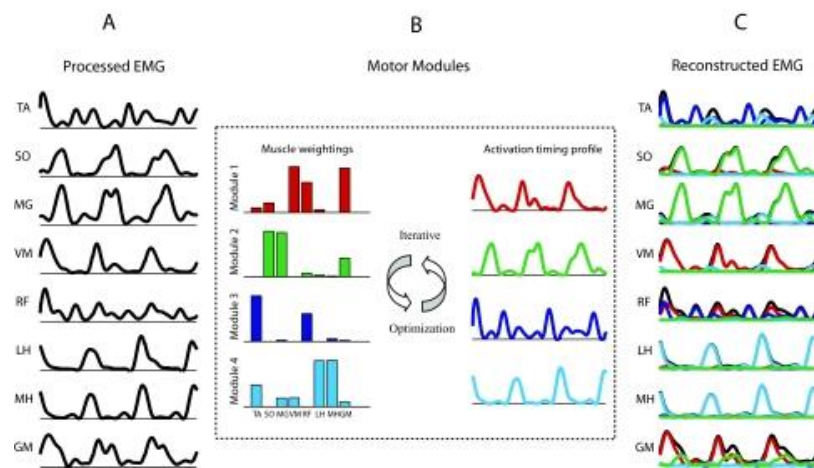 A
B
C
Processed EMG
Motor Modules
Reconstructed EMG
TA
SO
MG
VM
RF
LH
MH
GM
Muscle weightings
Activation timing profile
Module 1
Module 2
Module 3
Module 4
Iterative
Optimization
TA SO MG VM RF LH MH GM
TA
SO
MG
VM
RF
LH
MH
GM